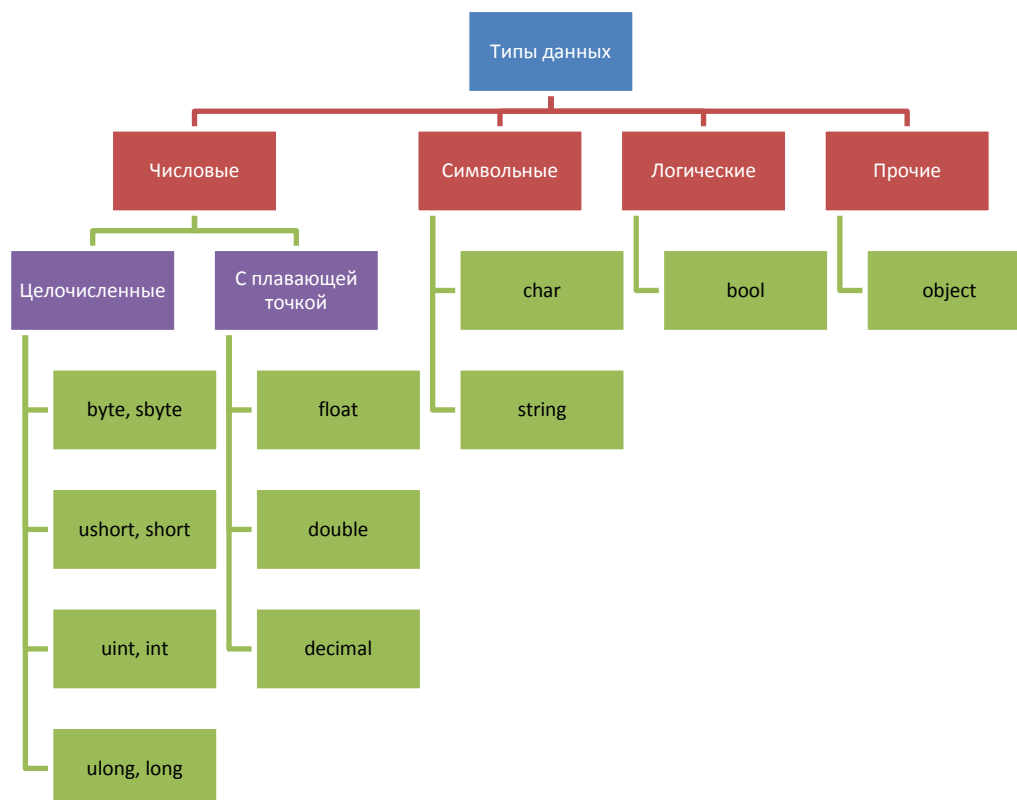 Типы данных
Числовые
Символьные
Логические
Прочие
Целочисленные
С плавающей
точкой
char
bool
object
byte, sbyte
float
string
ushort, short
double
uint, int
decimal
ulong, long